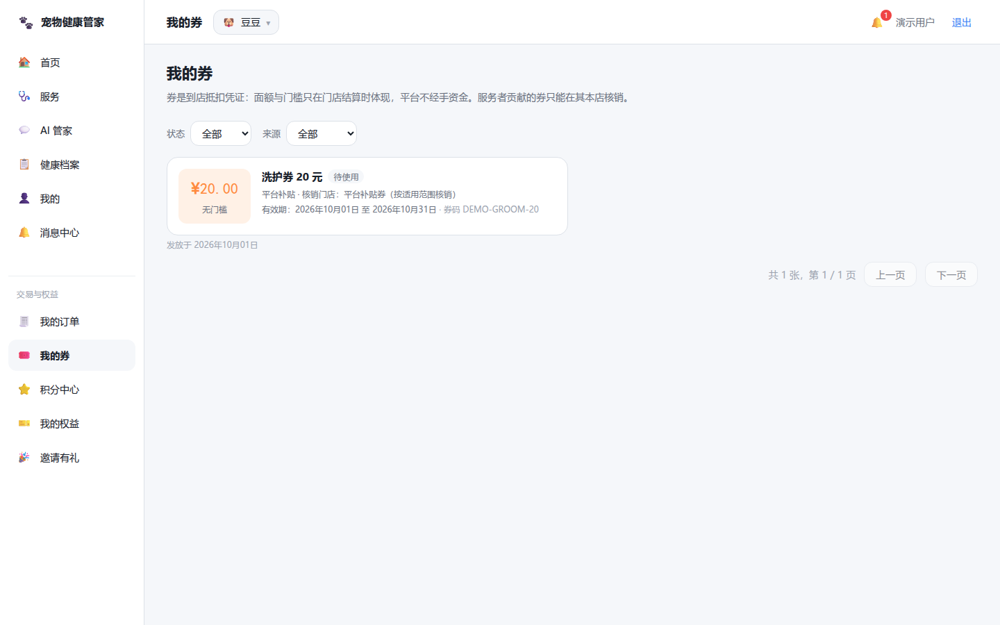 宠物健康管家
首页
服务
AI 管家
健康档案
我的
消息中心
交易与权益
我的订单
我的券
积分中心
我的权益
邀请有礼
我的券
豆豆 ▾
1
演示用户
退出
我的券
券是到店抵扣凭证：面额与门槛只在门店结算时体现，平台不经手资金。服务者贡献的券只能在其本店核销。
状态 全部 来源 全部
¥20.00
无门槛
洗护券 20 元 待使用
平台补贴 · 核销门店：平台补贴券（按适用范围核销）
有效期：2026年10月01日 至 2026年10月31日 · 券码 DEMO-GROOM-20
发放于 2026年10月01日
共 1 张，第 1 / 1 页 上一页 下一页